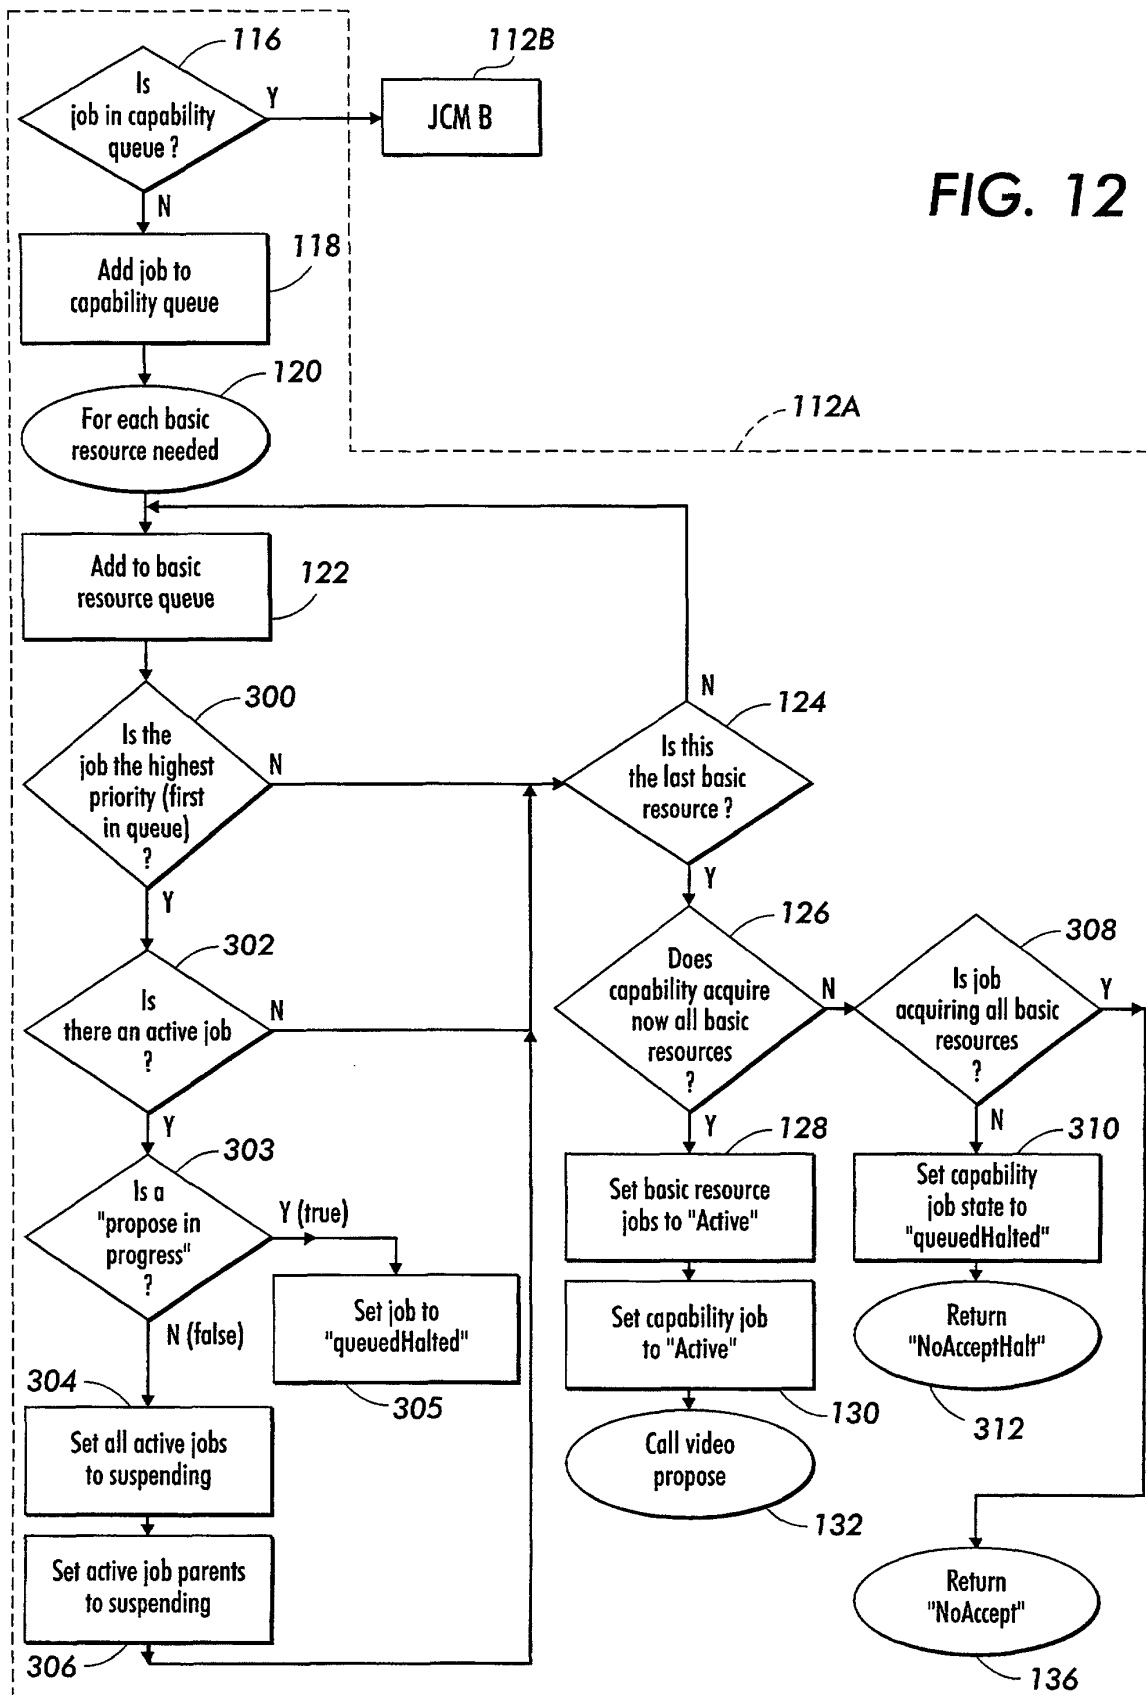 116
Is
job in capability
queue ?
Y
N
112B
JCM B
FIG. 12
Add job to
capability queue
118
120
For each basic
resource needed
112A
Add to basic
resource queue
122
300
Is the
job the highest
priority (first
in queue)
?
N
Y
N
124
Is this
the last basic
resource ?
Y
302
Is
there an active job
?
N
Y
126
Does
capability acquire
now all basic
resources
?
N
Y
308
Is job
acquiring all basic
resources
?
Y
N
303
Is a
"propose in
progress"
?
Y (true)
N (false)
Set job to
"queuedHalted"
305
128
Set basic resource
jobs to "Active"
Set capability job
to "Active"
130
Call video
propose
132
310
Set capability
job state to
"queuedHalted"
Return
"NoAcceptHalt"
312
304
Set all active jobs
to suspending
Set active job parents
to suspending
306
Return
"NoAccept"
136